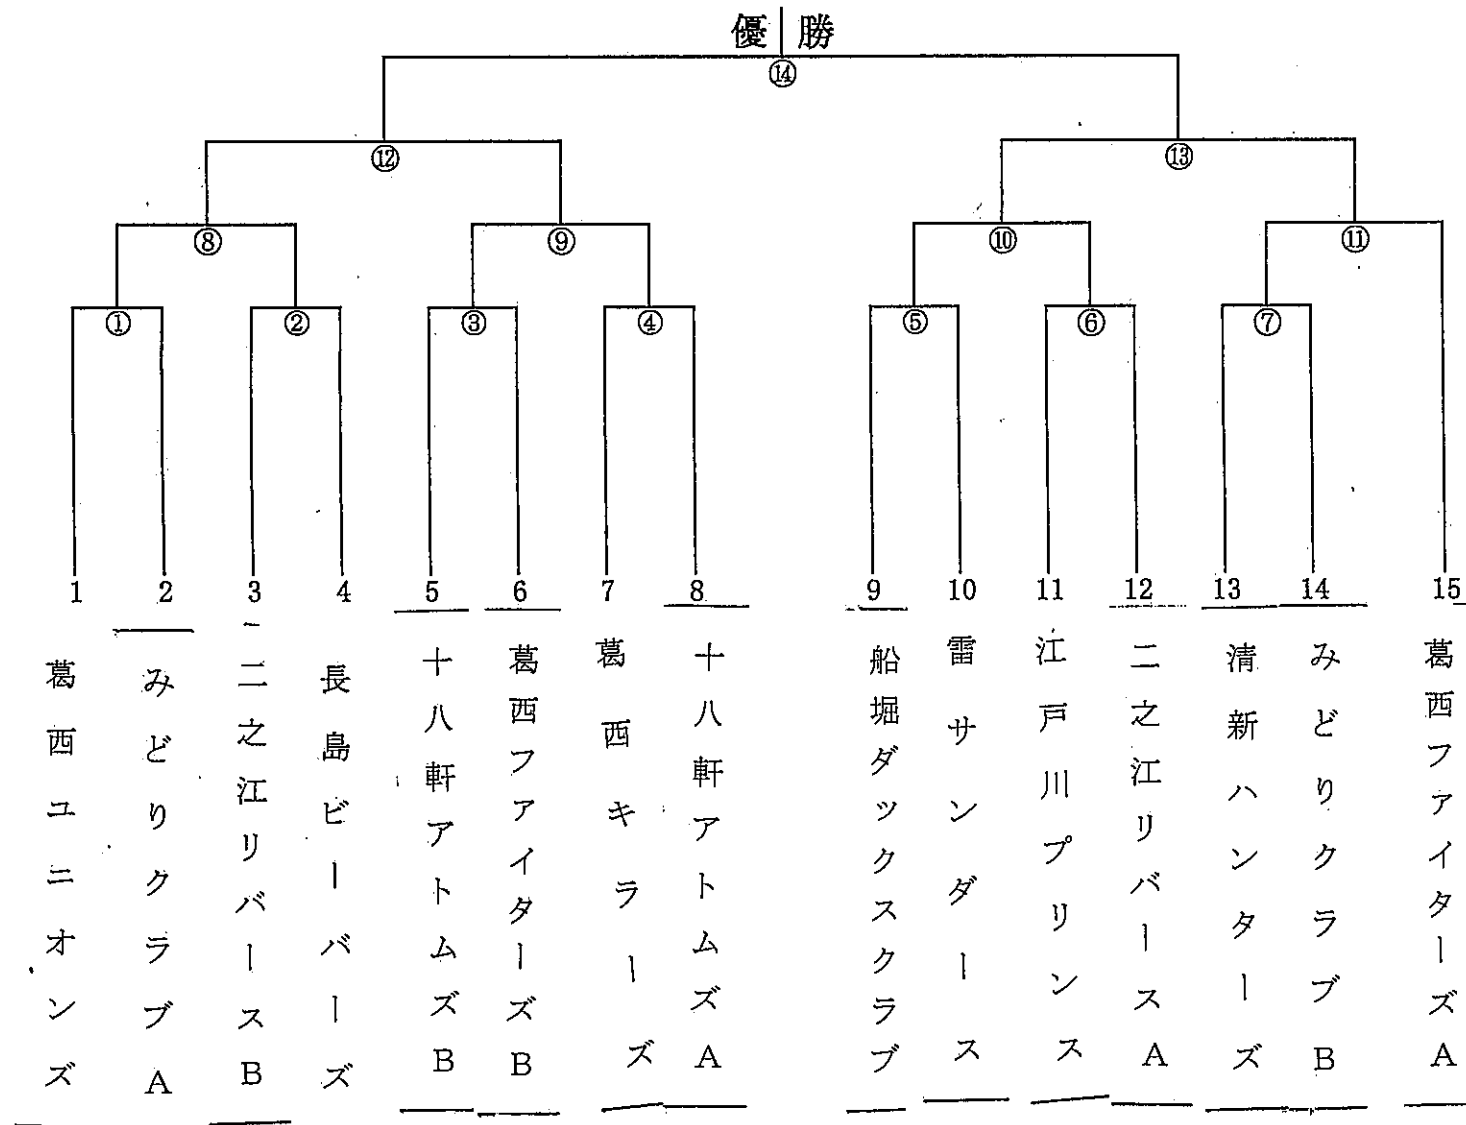 優勝
⑭
⑫
⑬
⑧
⑨
⑩
⑪
①
②
③
④
⑤
⑥
⑦
1
2
3
4
5
6
7
8
9
10
11
12
13
14
15
葛西ユニオンズ
みどりクラブA
二之江リバースB
長島ビーバーズ
十八軒アトムズB
葛西ファイターズB
葛西キラーズ
十八軒アトムズA
船堀ダックスクラブ
雷サンダース
江戸川プリンス
二之江リバースA
清新ハンターズ
みどりクラブB
葛西ファイターズA